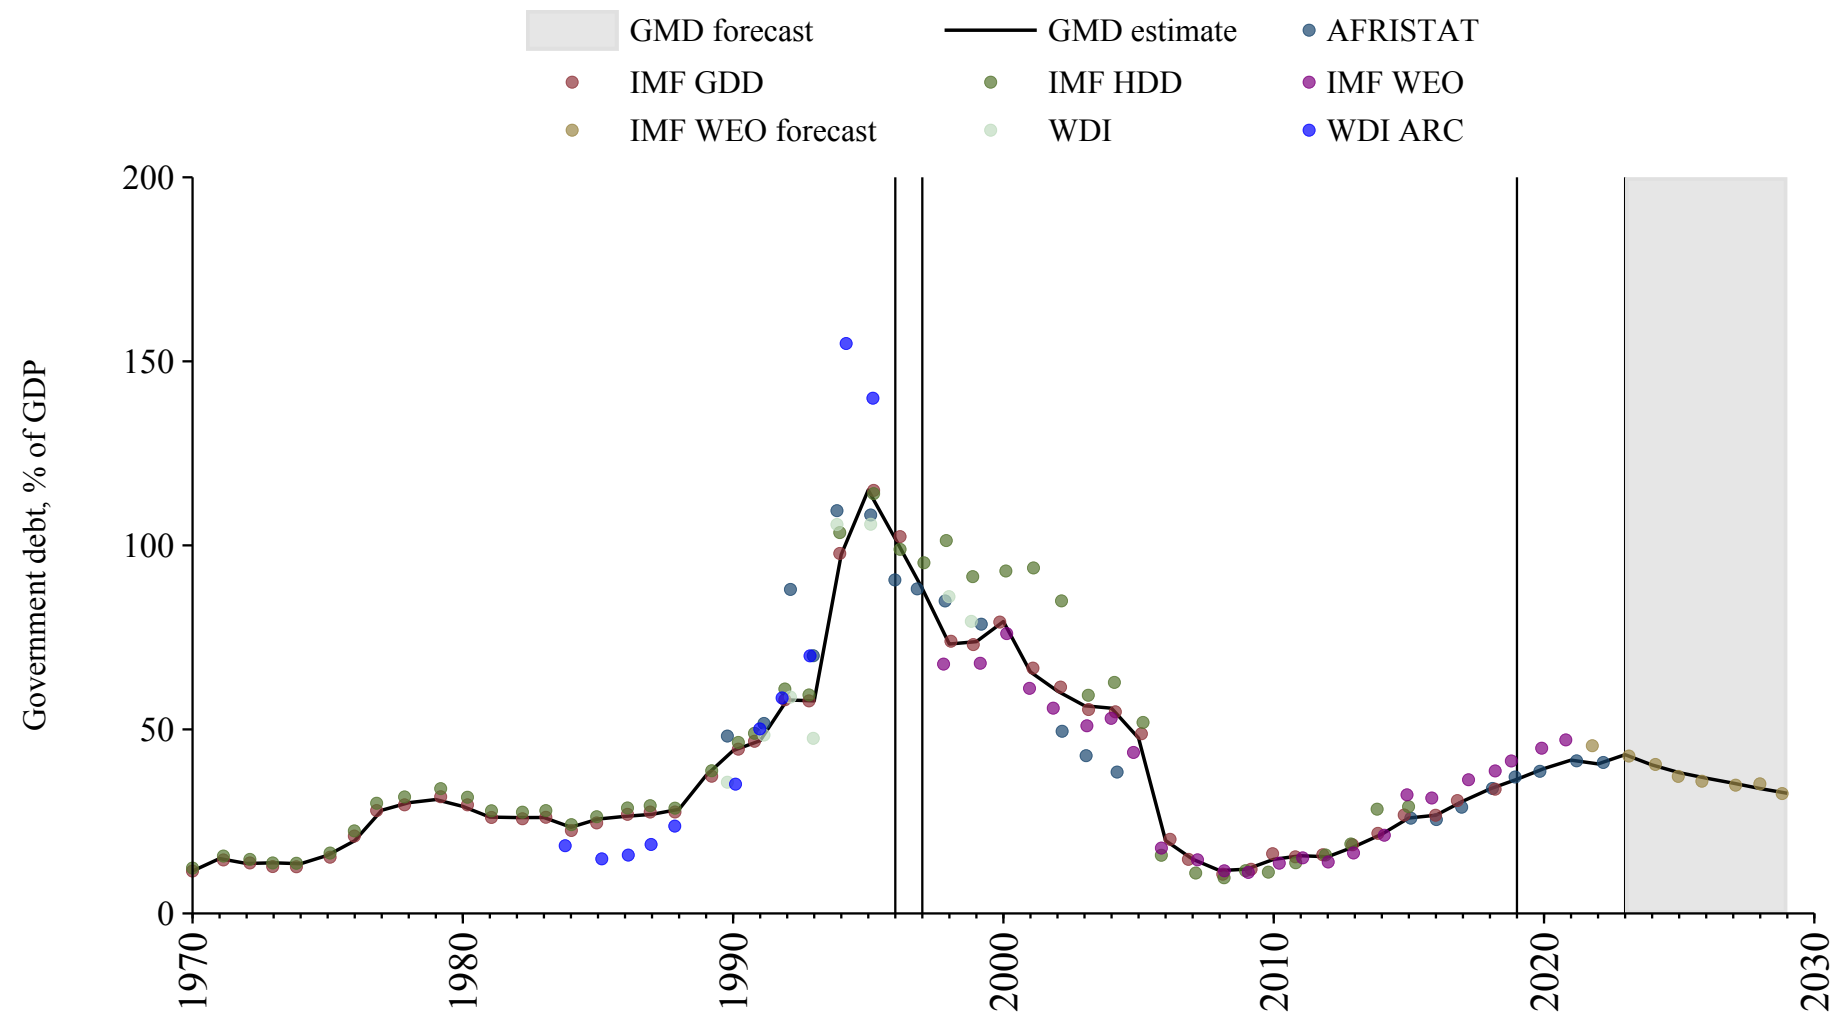 GMD forecast GMD estimate AFRISTAT
IMF GDD IMF HDD IMF WEO
IMF WEO forecast WDI WDI ARC
Government debt, % of GDP
200
150
100
50
0
1970 1980 1990 2000 2010 2020 2030